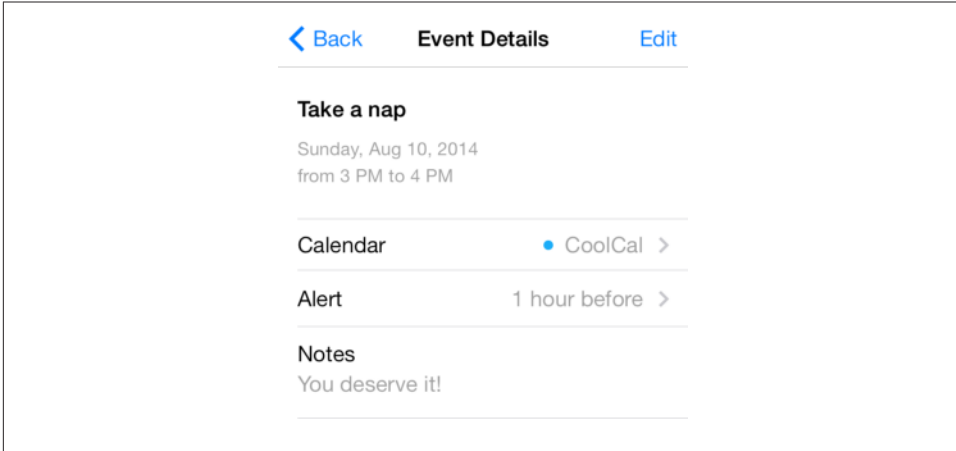 Back Event Details Edit
Take a nap
Sunday, Aug 10, 2014
from 3 PM to 4 PM
Calendar CoolCal
Alert 1 hour before
Notes
You deserve it!